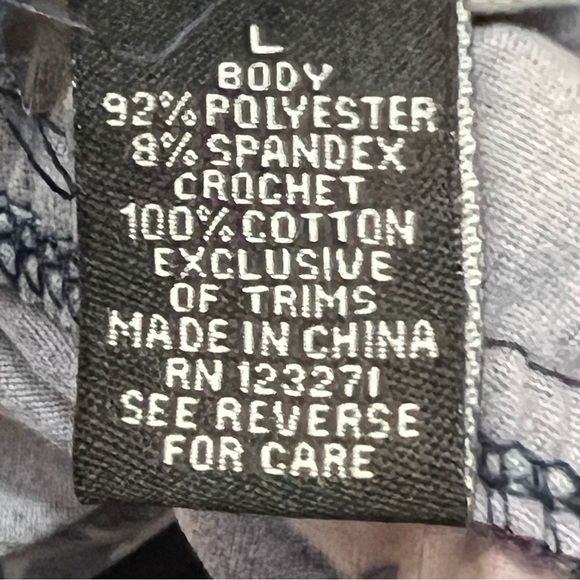 L
BODY
92% POLYESTER
8% SPANDEX
CROCHET
100% COTTON
EXCLUSIVE
OF TRIMS
MADE IN CHINA
RN 123271
SEE REVERSE
FOR CARE